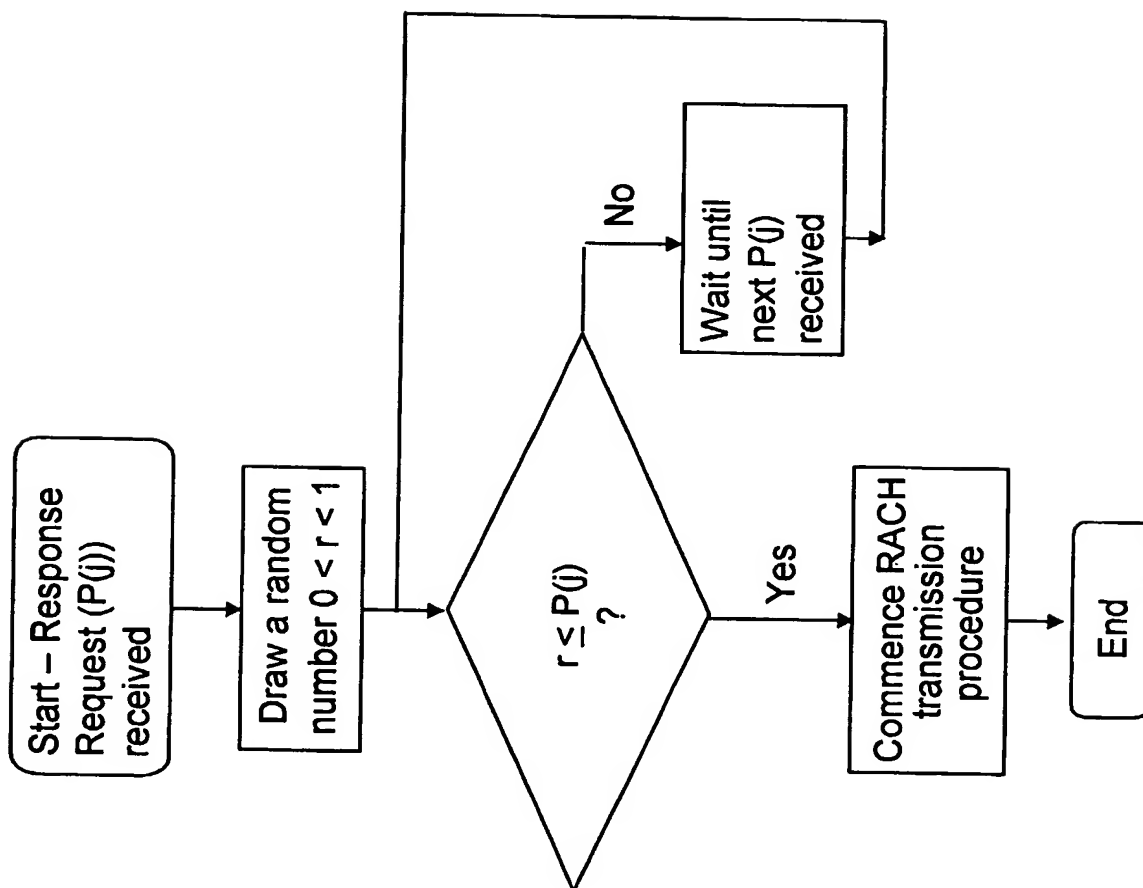 Start – Response
Request (P(j))
received
Draw a random
number 0 < r < 1
r ≤ P(j)
?
No
Wait until
next P(j)
received
Yes
Commence RACH
transmission
procedure
End